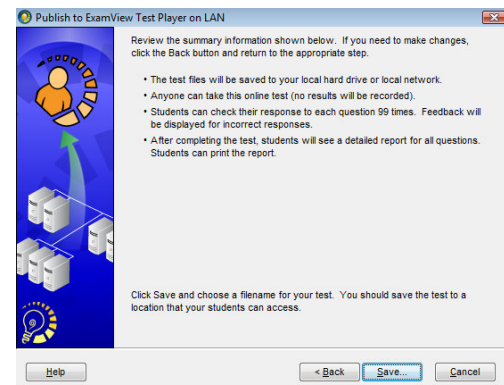 Publish to ExamView Test Player on LAN
Review the summary information shown below. If you need to make changes,
click the Back button and return to the appropriate step.
• The test files will be saved to your local hard drive or local network.
• Anyone can take this online test (no results will be recorded).
• Students can check their response to each question 99 times. Feedback will
be displayed for incorrect responses.
• After completing the test, students will see a detailed report for all questions.
Students can print the report.
Click Save and choose a filename for your test. You should save the test to a
location that your students can access.
Help
< Back
Save...
Cancel